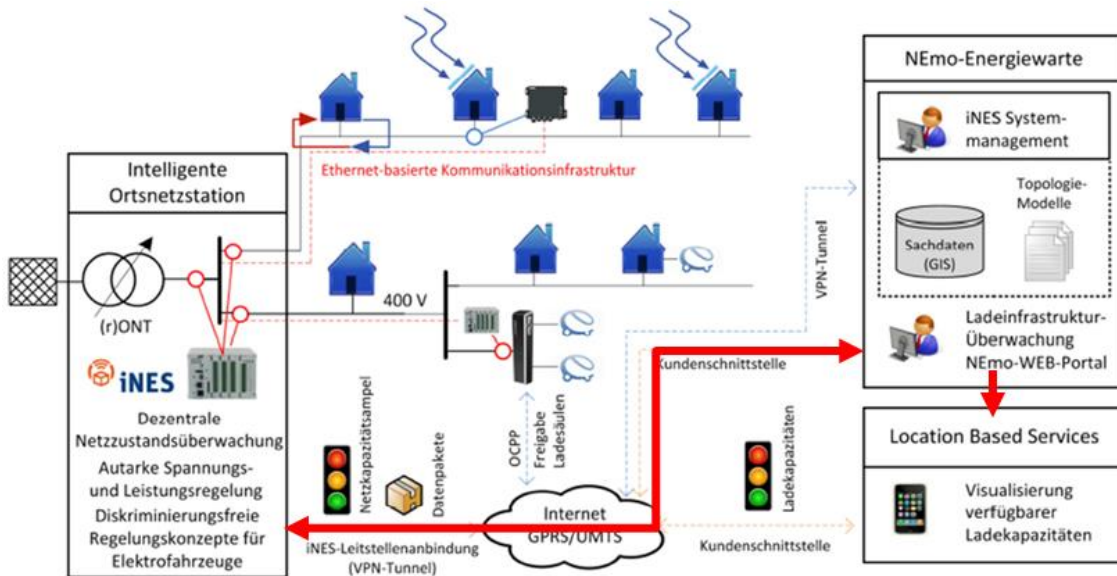 NEmo-Energiewarte
iNES System-
management
Topologie-
Modelle
Sachdaten
(GIS)
Ladeinfrastruktur-
Überwachung
NEmo-WEB-Portal
Intelligente
Ortsnetzstation
(r)ONT
iNES
Dezentrale
Netzzustandsüberwachung
Autarke Spannungs-
und Leistungsregelung
Diskriminierungsfreie
Regelungskonzepte für
Elektrofahrzeuge
Ethernet-basierte Kommunikationsinfrastruktur
400 V
VPN-Tunnel
Kundenschnittstelle
OCPP
Freigabe
Ladesäulen
Netzkapazitätsampel
Datenpakete
Internet
GPRS/UMTS
iNES-Leitstellenanbindung
(VPN-Tunnel)
Ladekapazitäten
Kundenschnittstelle
Location Based Services
Visualisierung
verfügbarer
Ladekapazitäten